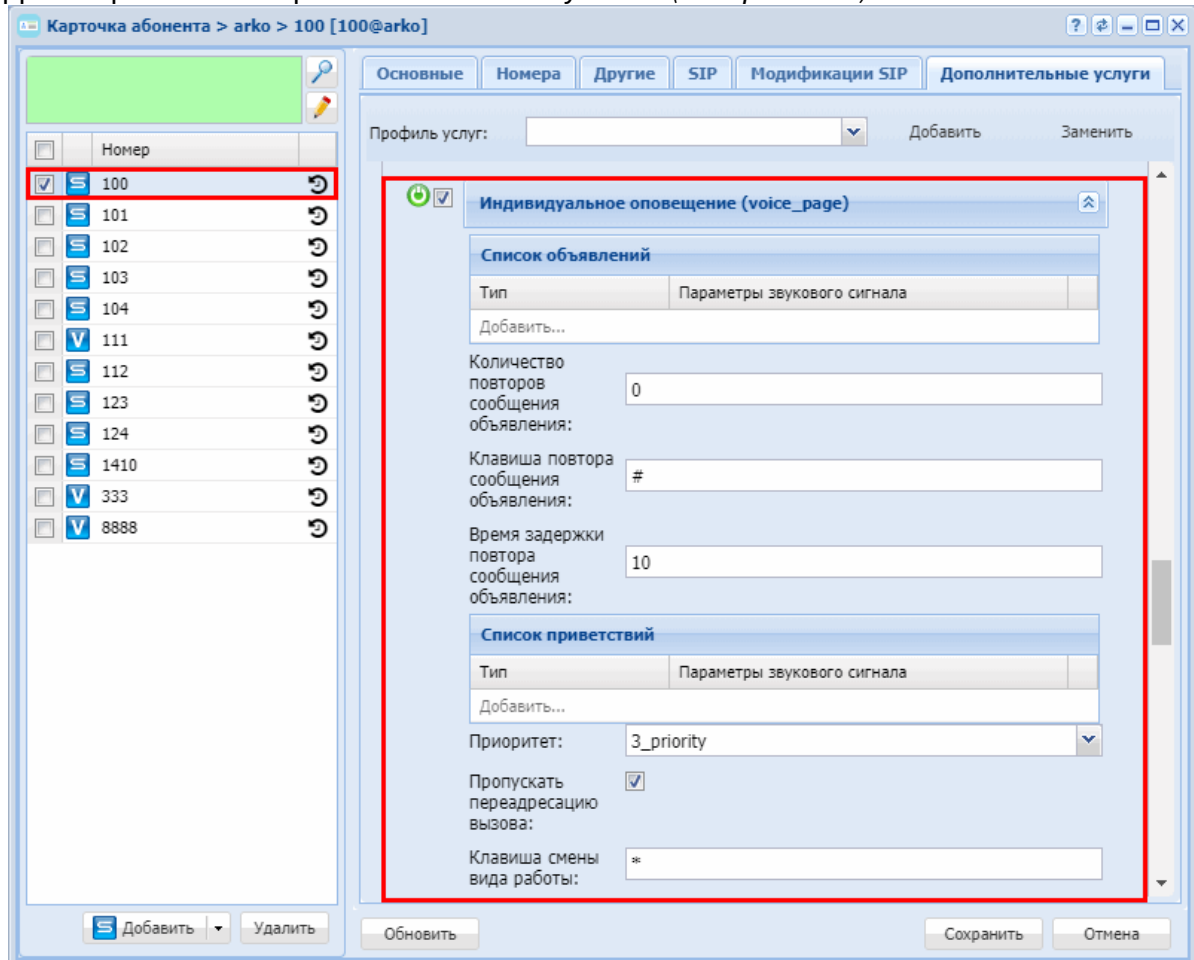 Карточка абонента > arko > 100 [100@arko]
Основные Номера Другие SIP Модификации SIP Дополнительные услуги
Профиль услуг: Добавить Заменить
Номер
100
101
102
103
104
111
112
123
124
1410
333
8888
Индивидуальное оповещение (voice_page)
Список объявлений
Тип Параметры звукового сигнала
Добавить...
Количество
повторов
сообщения
объявления:
0
Клавиша повтора
сообщения
объявления:
#
Время задержки
повтора
сообщения
объявления:
10
Список приветствий
Тип Параметры звукового сигнала
Добавить...
Приоритет: 3_priority
Пропускать
переадресацию
вызова:
Клавиша смены
вида работы:
*
Добавить Удалить
Обновить Сохранить Отмена